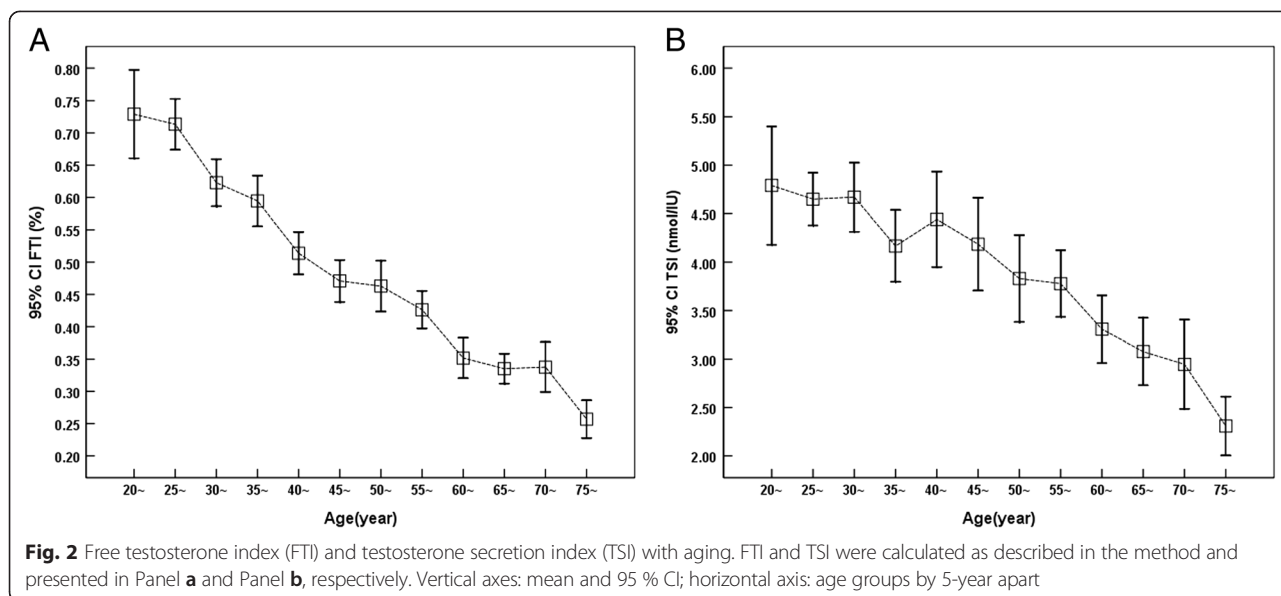 A
95% CI FTI (%)
0.80
0.75
0.70
0.65
0.60
0.55
0.50
0.45
0.40
0.35
0.30
0.25
0.20
20~ 25~ 30~ 35~ 40~ 45~ 50~ 55~ 60~ 65~ 70~ 75~
Age(year)
B
95% CI TSI (nmol/IU)
6.00
5.50
5.00
4.50
4.00
3.50
3.00
2.50
2.00
20~ 25~ 30~ 35~ 40~ 45~ 50~ 55~ 60~ 65~ 70~ 75~
Age(year)
Fig. 2 Free testosterone index (FTI) and testosterone secretion index (TSI) with aging. FTI and TSI were calculated as described in the method and
presented in Panel a and Panel b, respectively. Vertical axes: mean and 95 % CI; horizontal axis: age groups by 5-year apart